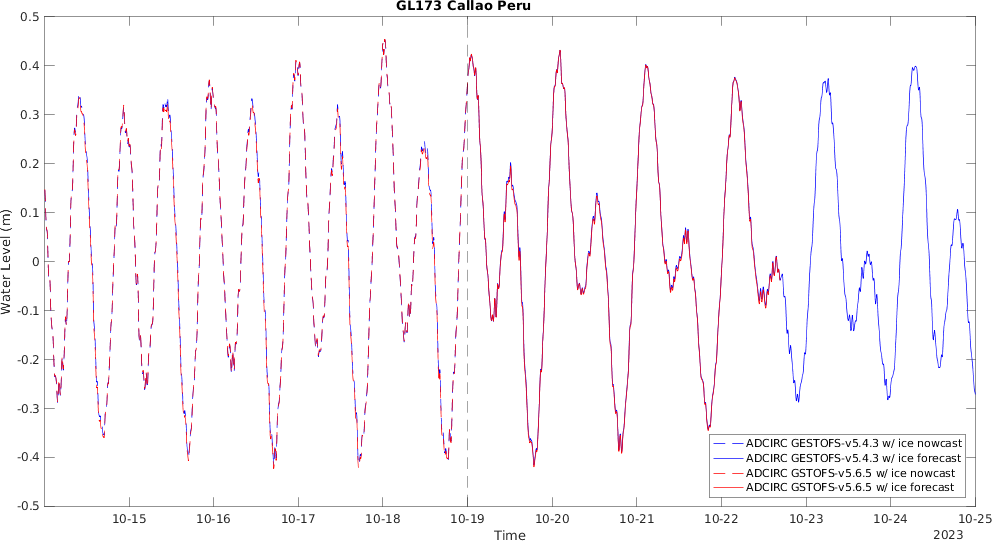 GL173 Callao Peru
Water Level (m)
0.5
0.4
0.3
0.2
0.1
0
-0.1
-0.2
-0.3
-0.4
-0.5
ADCIRC GESTOFS-v5.4.3 w/ ice nowcast
ADCIRC GESTOFS-v5.4.3 w/ ice forecast
ADCIRC GSTOFS-v5.6.5 w/ ice nowcast
ADCIRC GSTOFS-v5.6.5 w/ ice forecast
10-15 10-16 10-17 10-18 10-19 10-20 10-21 10-22 10-23 10-24 10-25
Time
2023